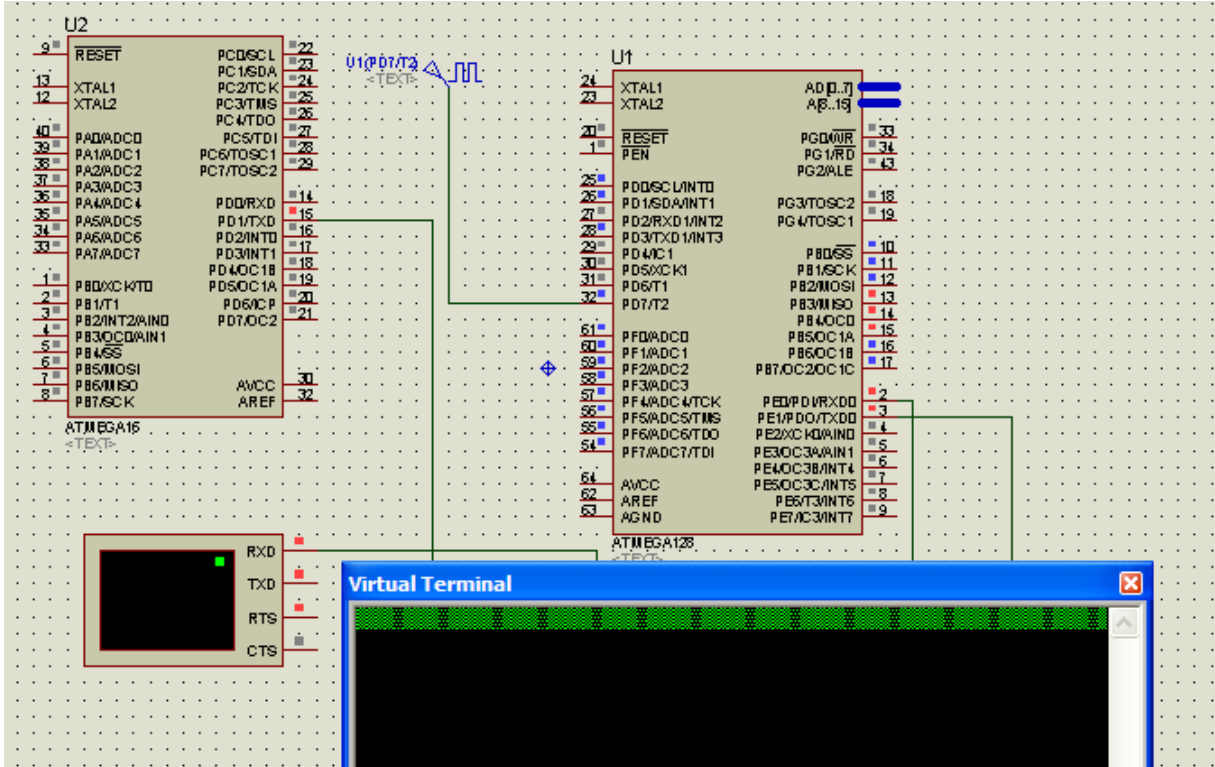 U2
9 RESET PC0/SCL 22
PC1/SDA 23
13 XTAL1 PC2/TCK 24
12 XTAL2 PC3/TMS 25
PC4/TDO 26
40 PA0/ADC0 PC5/TDI 27
39 PA1/ADC1 PC6/TOSC1 28
38 PA2/ADC2 PC7/TOSC2 29
37 PA3/ADC3
36 PA4/ADC4 PD0/RXD 14
35 PA5/ADC5 PD1/TXD 15
34 PA6/ADC6 PD2/INT0 16
33 PA7/ADC7 PD3/INT1 17
PD4/OC1B 18
1 PB0/XCK/T0 PD5/OC1A 19
2 PB1/T1 PD6/ICP 20
3 PB2/INT2/AIN0 PD7/OC2 21
4 PB3/OC0/AIN1
5 PB4/SS
6 PB5/MOSI
7 PB6/MISO AVCC 30
8 PB7/SCK AREF 32
ATMEGA16
<TEXT>
U1(PD7/T2)
<TEXT>
U1
24 XTAL1 AD[0..7]
23 XTAL2 A[8..15]
20 RESET PG0/WR 33
1 PEN PG1/RD 34
PG2/ALE 43
25 PD0/SCL/INT0
26 PD1/SDA/INT1 PG3/TOSC2 18
27 PD2/RXD1/INT2 PG4/TOSC1 19
28 PD3/TXD1/INT3
29 PD4/IC1 PB0/SS 10
30 PD5/XCK1 PB1/SCK 11
31 PD6/T1 PB2/MOSI 12
32 PD7/T2 PB3/MISO 13
PB4/OC0 14
61 PF0/ADC0 PB5/OC1A 15
60 PF1/ADC1 PB6/OC1B 16
59 PF2/ADC2 PB7/OC2/OC1C 17
58 PF3/ADC3
57 PF4/ADC4/TCK PE0/PDI/RXD0 2
56 PF5/ADC5/TMS PE1/PDO/TXD0 3
55 PF6/ADC6/TDO PE2/XCK0/AIN0 4
54 PF7/ADC7/TDI PE3/OC3A/AIN1 5
PE4/OC3B/INT4 6
64 AVCC PE5/OC3C/INT5 7
62 AREF PE6/T3/INT6 8
63 AGND PE7/IC3/INT7 9
ATMEGA128
<TEXT>
RXD
TXD
RTS
CTS
Virtual Terminal